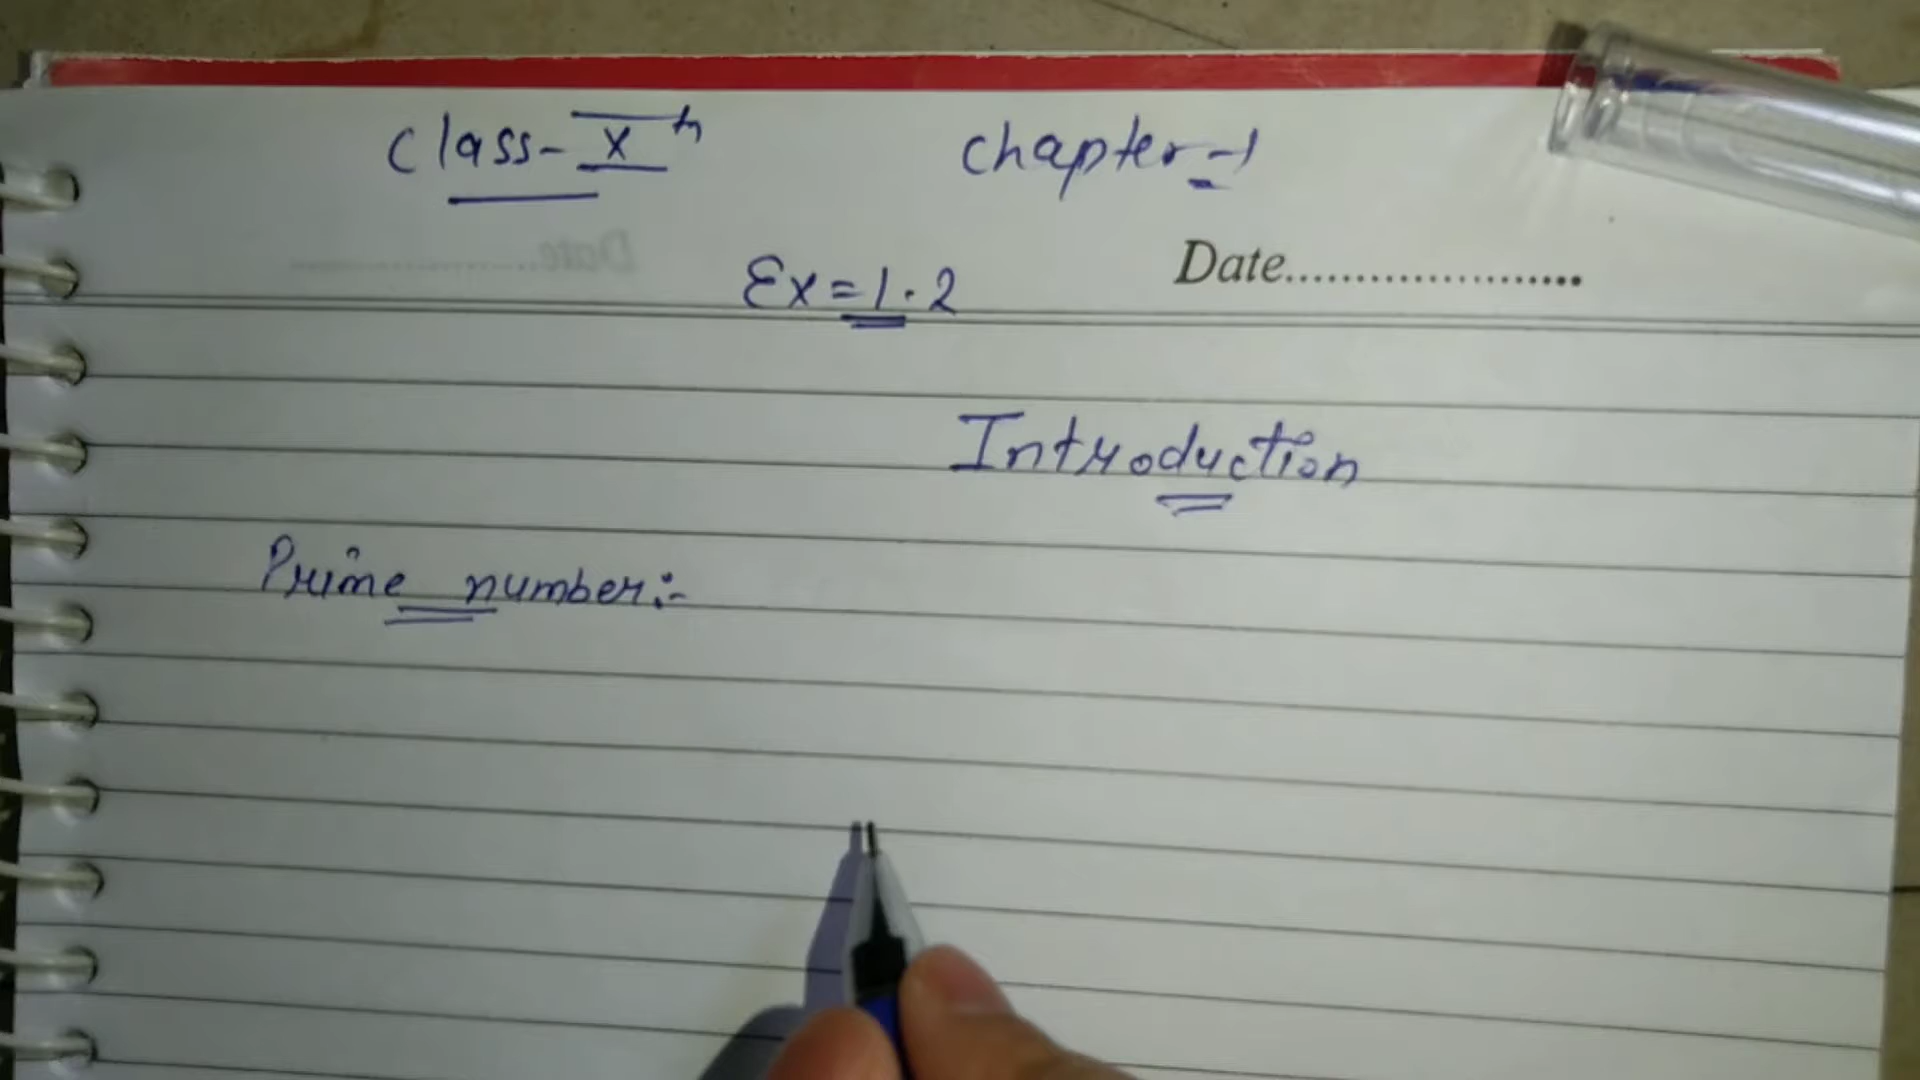 Class-Xth Chapter-1
Date....................
Ex=1.2
Introduction
Prime number:-